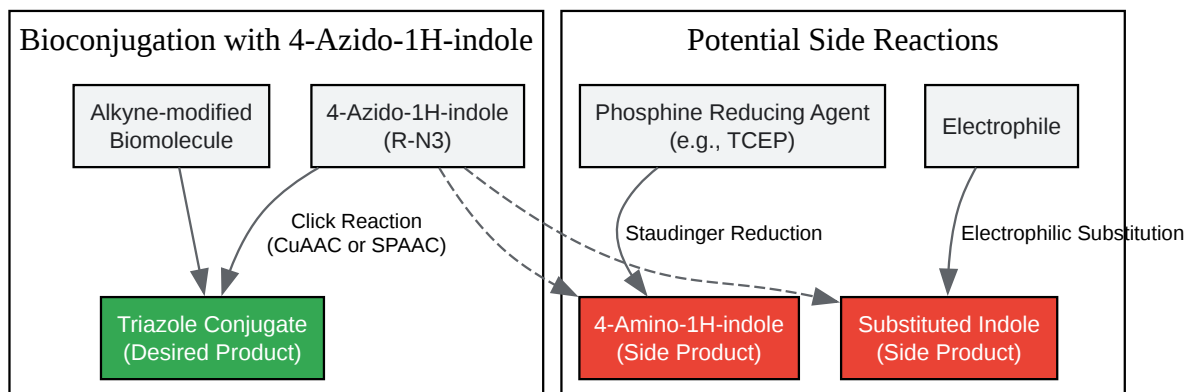 Bioconjugation with 4-Azido-1H-indole
Alkyne-modified
Biomolecule
4-Azido-1H-indole
(R-N3)
Click Reaction
(CuAAC or SPAAC)
Triazole Conjugate
(Desired Product)
Potential Side Reactions
Phosphine Reducing Agent
(e.g., TCEP)
Electrophile
Staudinger Reduction
Electrophilic Substitution
4-Amino-1H-indole
(Side Product)
Substituted Indole
(Side Product)